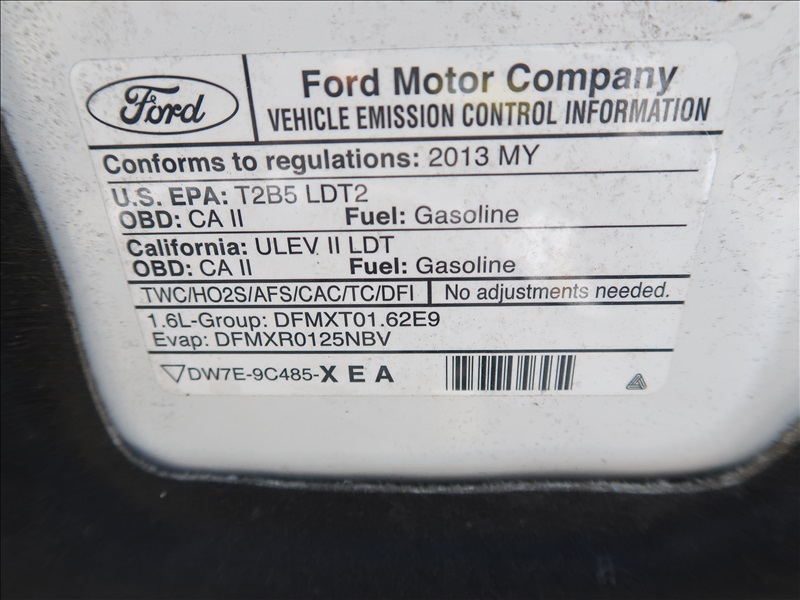 Ford
Ford Motor Company
VEHICLE EMISSION CONTROL INFORMATION
Conforms to regulations: 2013 MY
U.S. EPA: T2B5 LDT2
OBD: CA II Fuel: Gasoline
California: ULEV II LDT
OBD: CA II Fuel: Gasoline
TWC/HO2S/AFS/CAC/TC/DFI No adjustments needed.
1.6L-Group: DFMXT01.62E9
Evap: DFMXR0125NBV
DW7E-9C485-X E A